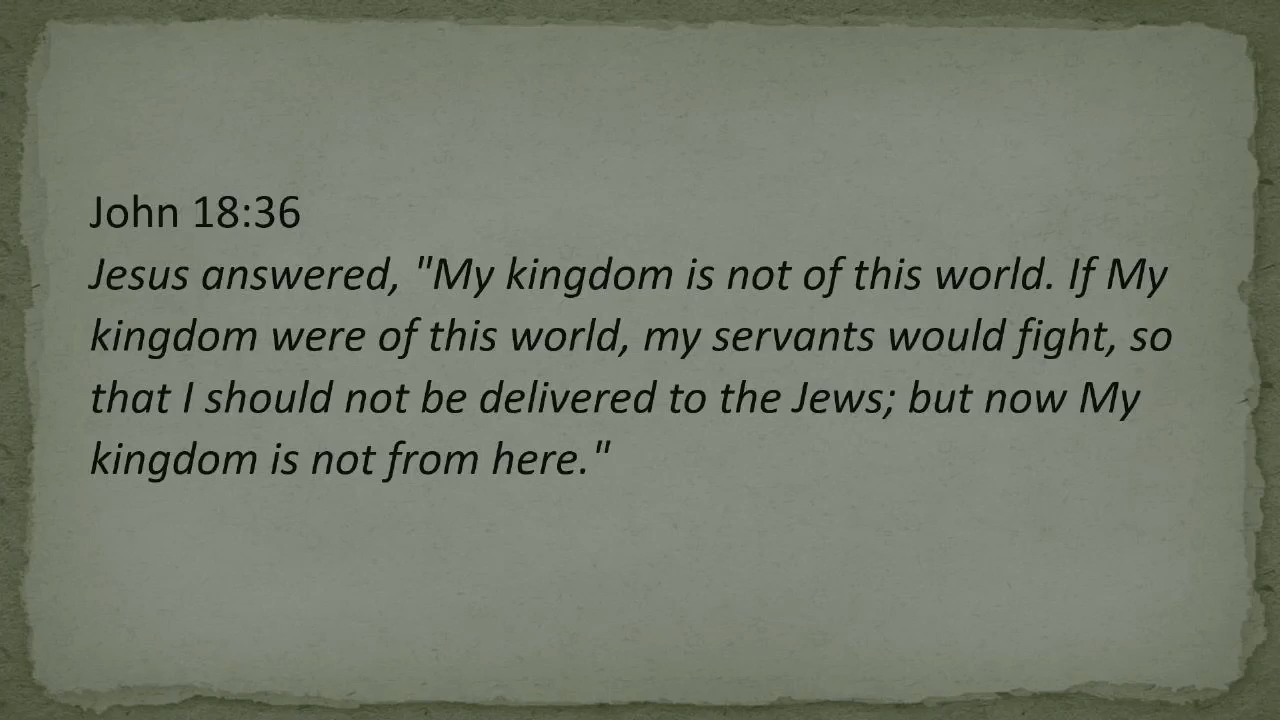 John 18:36
Jesus answered, "My kingdom is not of this world. If My
kingdom were of this world, my servants would fight, so
that I should not be delivered to the Jews; but now My
kingdom is not from here."